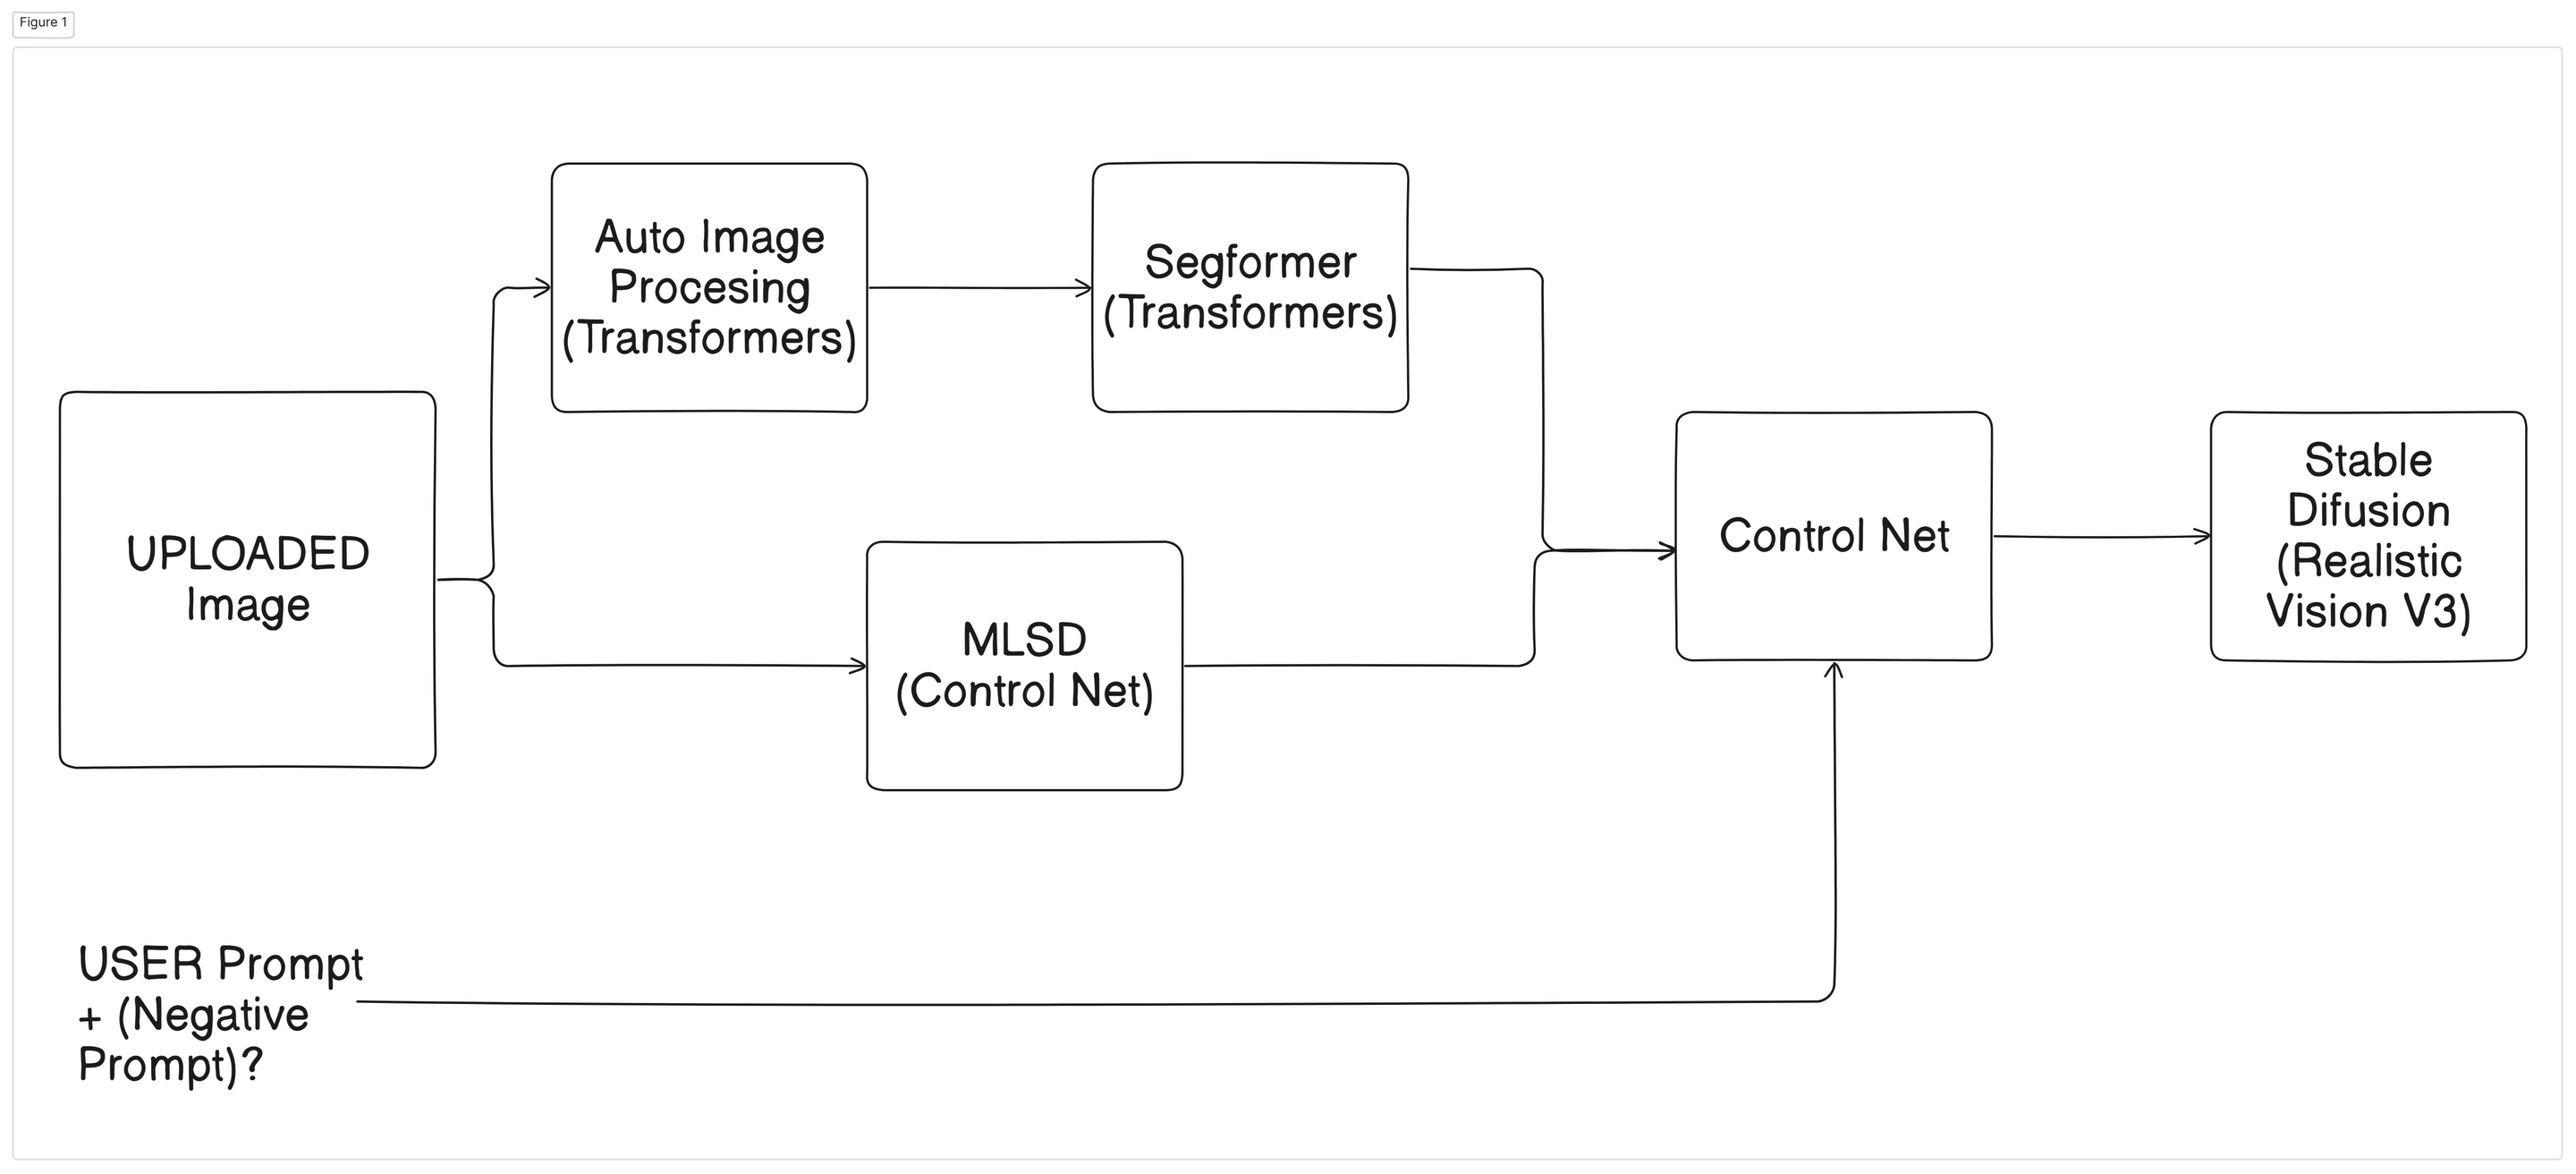 Figure 1
Auto Image
Procesing
(Transformers)
Segformer
(Transformers)
UPLOADED
Image
MLSD
(Control Net)
Control Net
Stable
Difusion
(Realistic
Vision V3)
USER Prompt
+ (Negative
Prompt)?